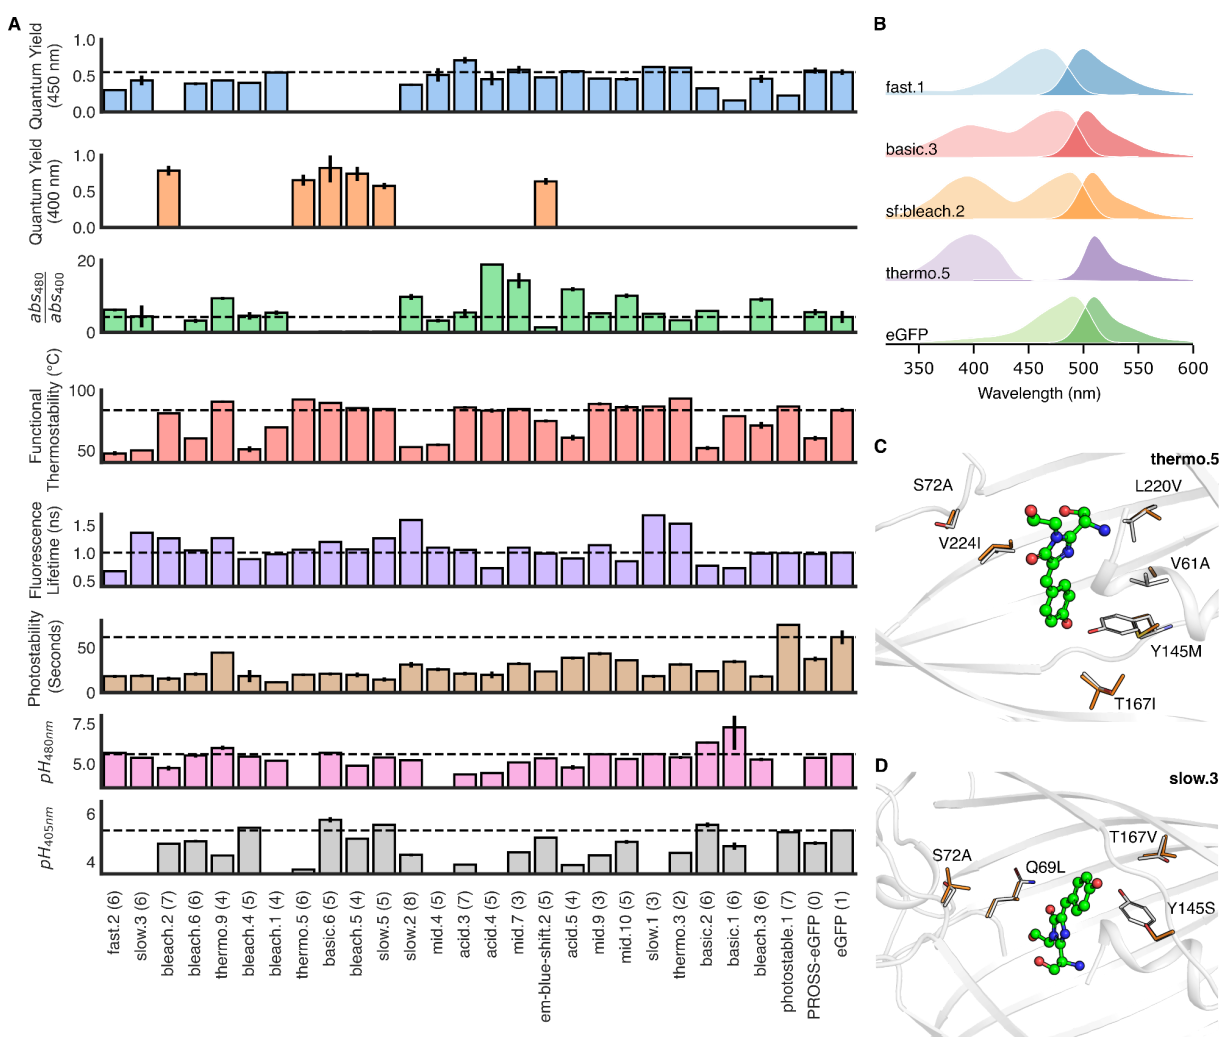 A
Quantum Yield
(450 nm)
1.0
0.5
0.0
Quantum Yield
(400 nm)
1.0
0.5
0.0
abs480
abs400
20
10
0
Functional
Thermostability (°C)
100
50
Fluorescence
Lifetime (ns)
1.5
1.0
0.5
Photostability
(Seconds)
50
0
pH480nm
7.5
5.0
pH405nm
6
4
fast.2 (6)
slow.3 (6)
bleach.2 (7)
bleach.6 (6)
thermo.9 (4)
bleach.4 (5)
bleach.1 (4)
thermo.5 (6)
basic.6 (5)
bleach.5 (4)
slow.5 (5)
slow.2 (8)
mid.4 (5)
acid.3 (7)
acid.4 (5)
mid.7 (3)
em-blue-shift.2 (5)
acid.5 (4)
mid.9 (3)
mid.10 (5)
slow.1 (3)
thermo.3 (2)
basic.2 (6)
basic.1 (6)
bleach.3 (6)
photostable.1 (7)
PROSS-eGFP (0)
eGFP (1)
B
fast.1
basic.3
sf:bleach.2
thermo.5
eGFP
350 400 450 500 550 600
Wavelength (nm)
C
thermo.5
S72A
L220V
V224I
V61A
Y145M
T167I
D
slow.3
T167V
S72A
Q69L
Y145S